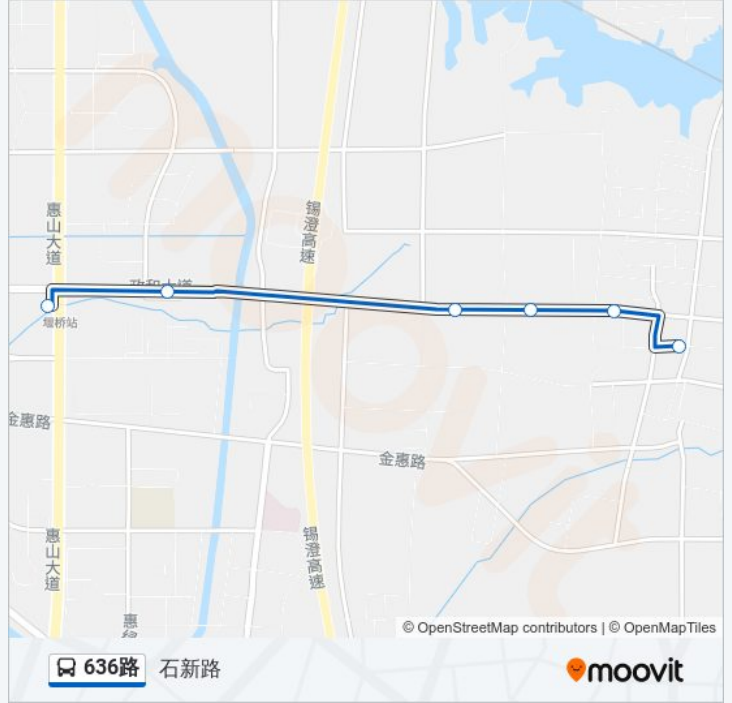 moovit
惠山大道
锡澄高速
政和大道
堰桥站
金惠路
金惠路
惠山大道
锡澄高速
惠
© OpenStreetMap contributors | © OpenMapTiles
636路 石新路
moovit